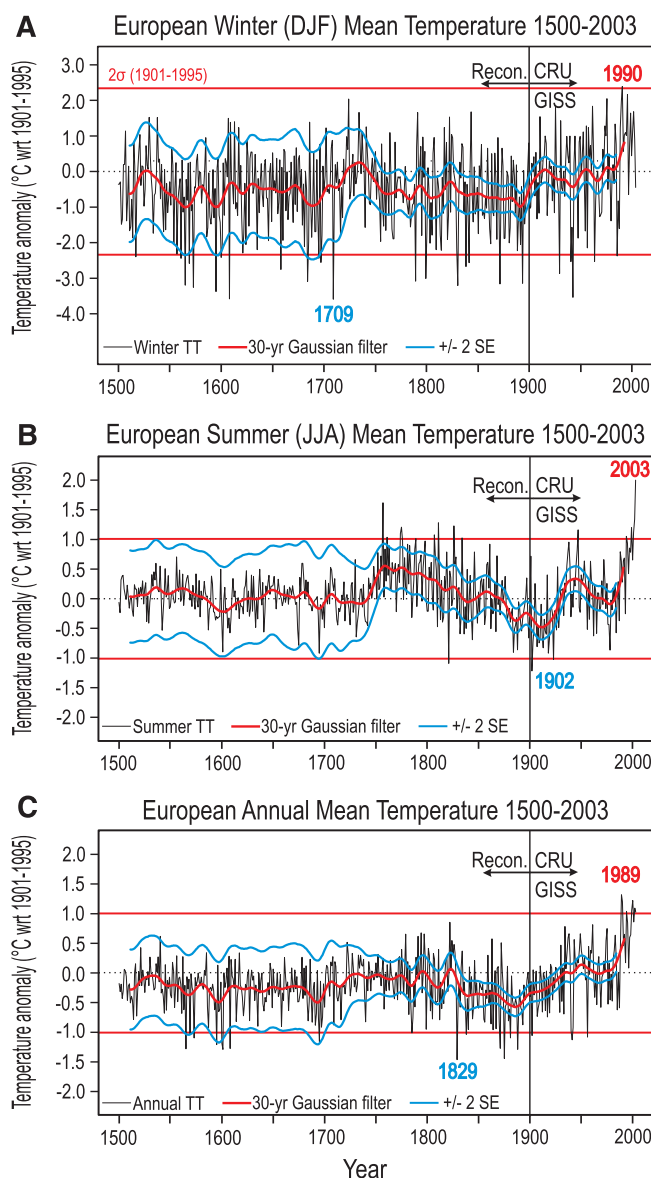 A
European Winter (DJF) Mean Temperature 1500-2003
Temperature anomaly (°C wrt 1901-1995)
3.0
2.0
1.0
0.0
-1.0
-2.0
-3.0
-4.0
2σ (1901-1995)
Recon. CRU
GISS
1990
1709
Winter TT 30-yr Gaussian filter +/- 2 SE
1500 1600 1700 1800 1900 2000
B
European Summer (JJA) Mean Temperature 1500-2003
Temperature anomaly (°C wrt 1901-1995)
2.0
1.5
1.0
0.5
0.0
-0.5
-1.0
-1.5
-2.0
Recon. CRU
GISS
2003
1902
Summer TT 30-yr Gaussian filter +/- 2 SE
1500 1600 1700 1800 1900 2000
C
European Annual Mean Temperature 1500-2003
Temperature anomaly (°C wrt 1901-1995)
2.0
1.5
1.0
0.5
0.0
-0.5
-1.0
-1.5
-2.0
Recon. CRU
GISS
1989
1829
Annual TT 30-yr Gaussian filter +/- 2 SE
1500 1600 1700 1800 1900 2000
Year